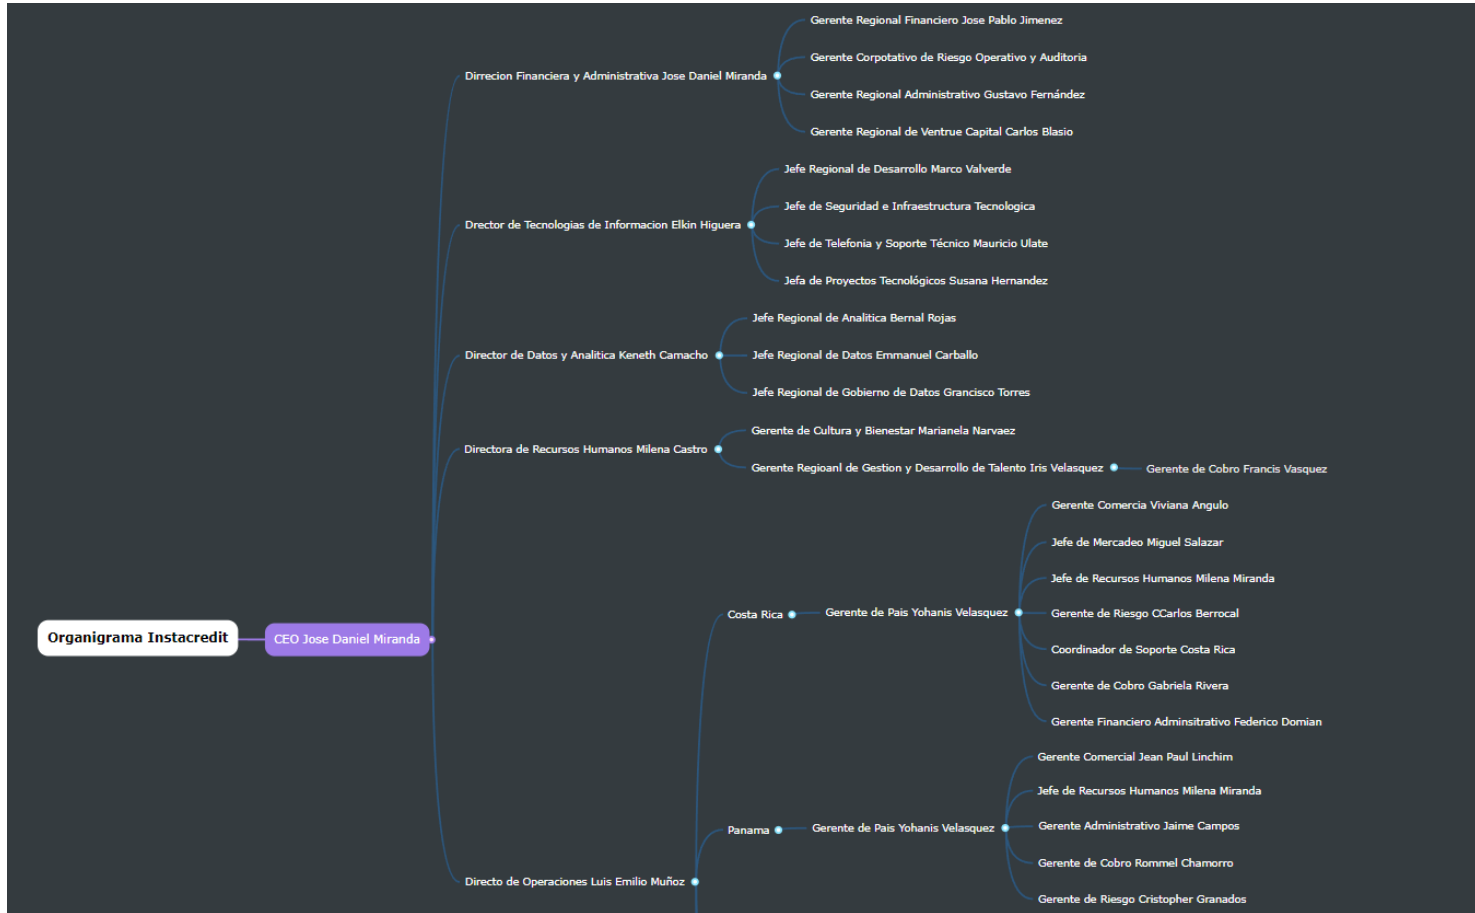 Organigrama Instacredit
CEO Jose Daniel Miranda
Dirrecion Financiera y Administrativa Jose Daniel Miranda
Gerente Regional Financiero Jose Pablo Jimenez
Gerente Corpotativo de Riesgo Operativo y Auditoria
Gerente Regional Administrativo Gustavo Fernández
Gerente Regional de Ventrue Capital Carlos Blasio
Drector de Tecnologias de Informacion Elkin Higuera
Jefe Regional de Desarrollo Marco Valverde
Jefe de Seguridad e Infraestructura Tecnologica
Jefe de Telefonia y Soporte Técnico Mauricio Ulate
Jefa de Proyectos Tecnológicos Susana Hernandez
Director de Datos y Analitica Keneth Camacho
Jefe Regional de Analitica Bernal Rojas
Jefe Regional de Datos Emmanuel Carballo
Jefe Regional de Gobierno de Datos Grancisco Torres
Directora de Recursos Humanos Milena Castro
Gerente de Cultura y Bienestar Marianela Narvaez
Gerente Regioanl de Gestion y Desarrollo de Talento Iris Velasquez
Gerente de Cobro Francis Vasquez
Directo de Operaciones Luis Emilio Muñoz
Costa Rica
Gerente de Pais Yohanis Velasquez
Gerente Comercia Viviana Angulo
Jefe de Mercadeo Miguel Salazar
Jefe de Recursos Humanos Milena Miranda
Gerente de Riesgo CCarlos Berrocal
Coordinador de Soporte Costa Rica
Gerente de Cobro Gabriela Rivera
Gerente Financiero Adminsitrativo Federico Domian
Panama
Gerente de Pais Yohanis Velasquez
Gerente Comercial Jean Paul Linchim
Jefe de Recursos Humanos Milena Miranda
Gerente Administrativo Jaime Campos
Gerente de Cobro Rommel Chamorro
Gerente de Riesgo Cristopher Granados